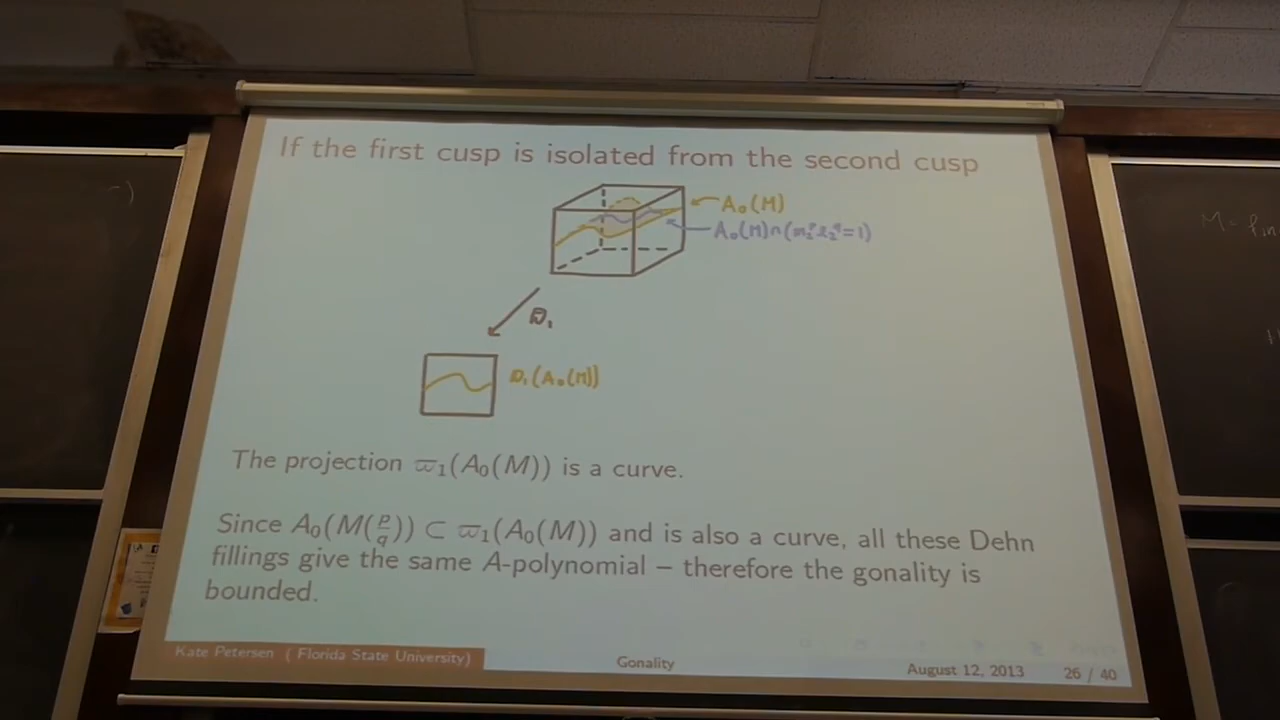 If the first cusp is isolated from the second cusp
A₀(M)
A₀(M)∩(m₂ᵖℓ₂^q=1)
ϖ₁
ϖ₁(A₀(M))
The projection ϖ₁(A₀(M)) is a curve.
Since A₀(M(p/q)) ⊂ ϖ₁(A₀(M)) and is also a curve, all these Dehn
fillings give the same A-polynomial – therefore the gonality is
bounded.
Kate Petersen ( Florida State University)
Gonality
August 12, 2013
26 / 40